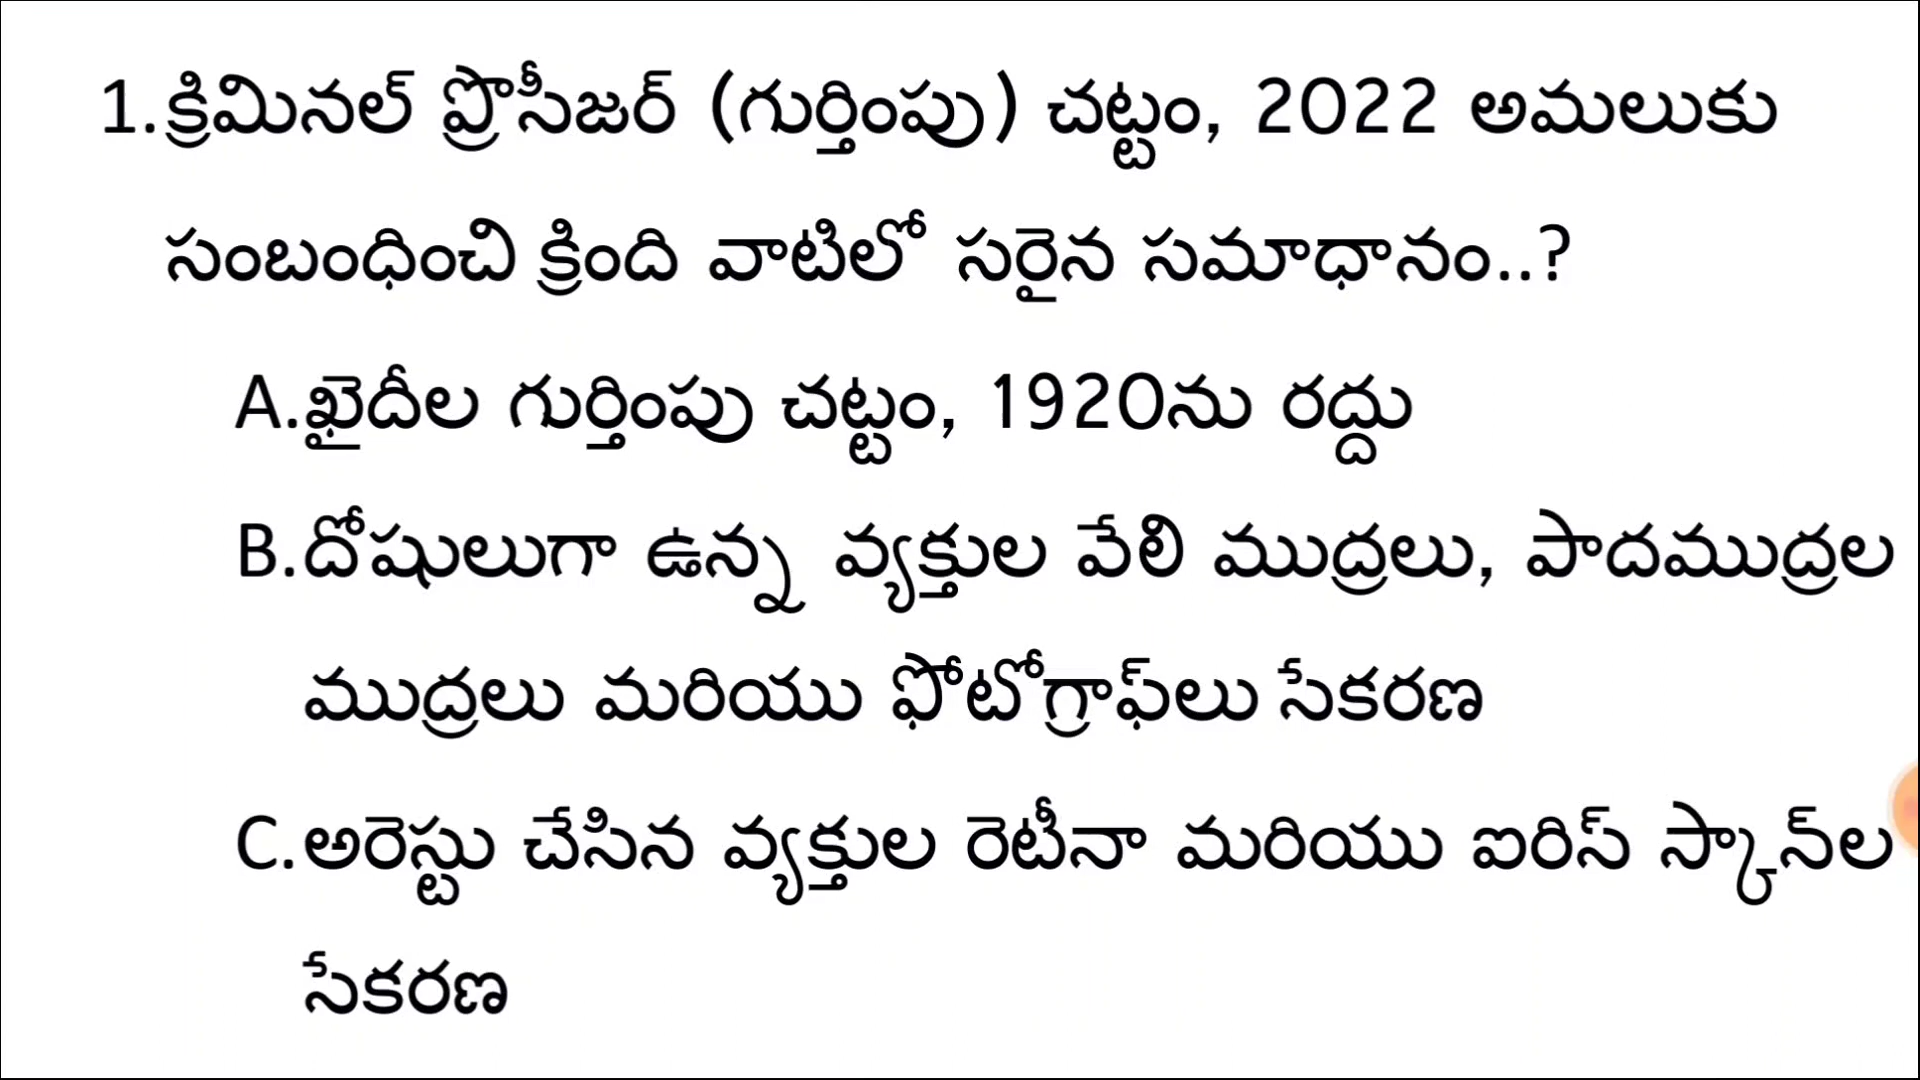 1.క్రిమినల్ ప్రొసీజర్ (గుర్తింపు) చట్టం, 2022 అమలుకు
సంబంధించి క్రింది వాటిలో సరైన సమాధానం..?
A.ఖైదీల గుర్తింపు చట్టం, 1920ను రద్దు
B.దోషులుగా ఉన్న వ్యక్తుల వేలి ముద్రలు, పాదముద్రల
ముద్రలు మరియు ఫోటోగ్రాఫ్‌లు సేకరణ
C.అరెస్టు చేసిన వ్యక్తుల రెటీనా మరియు ఐరిస్ స్కాన్‌ల
సేకరణ